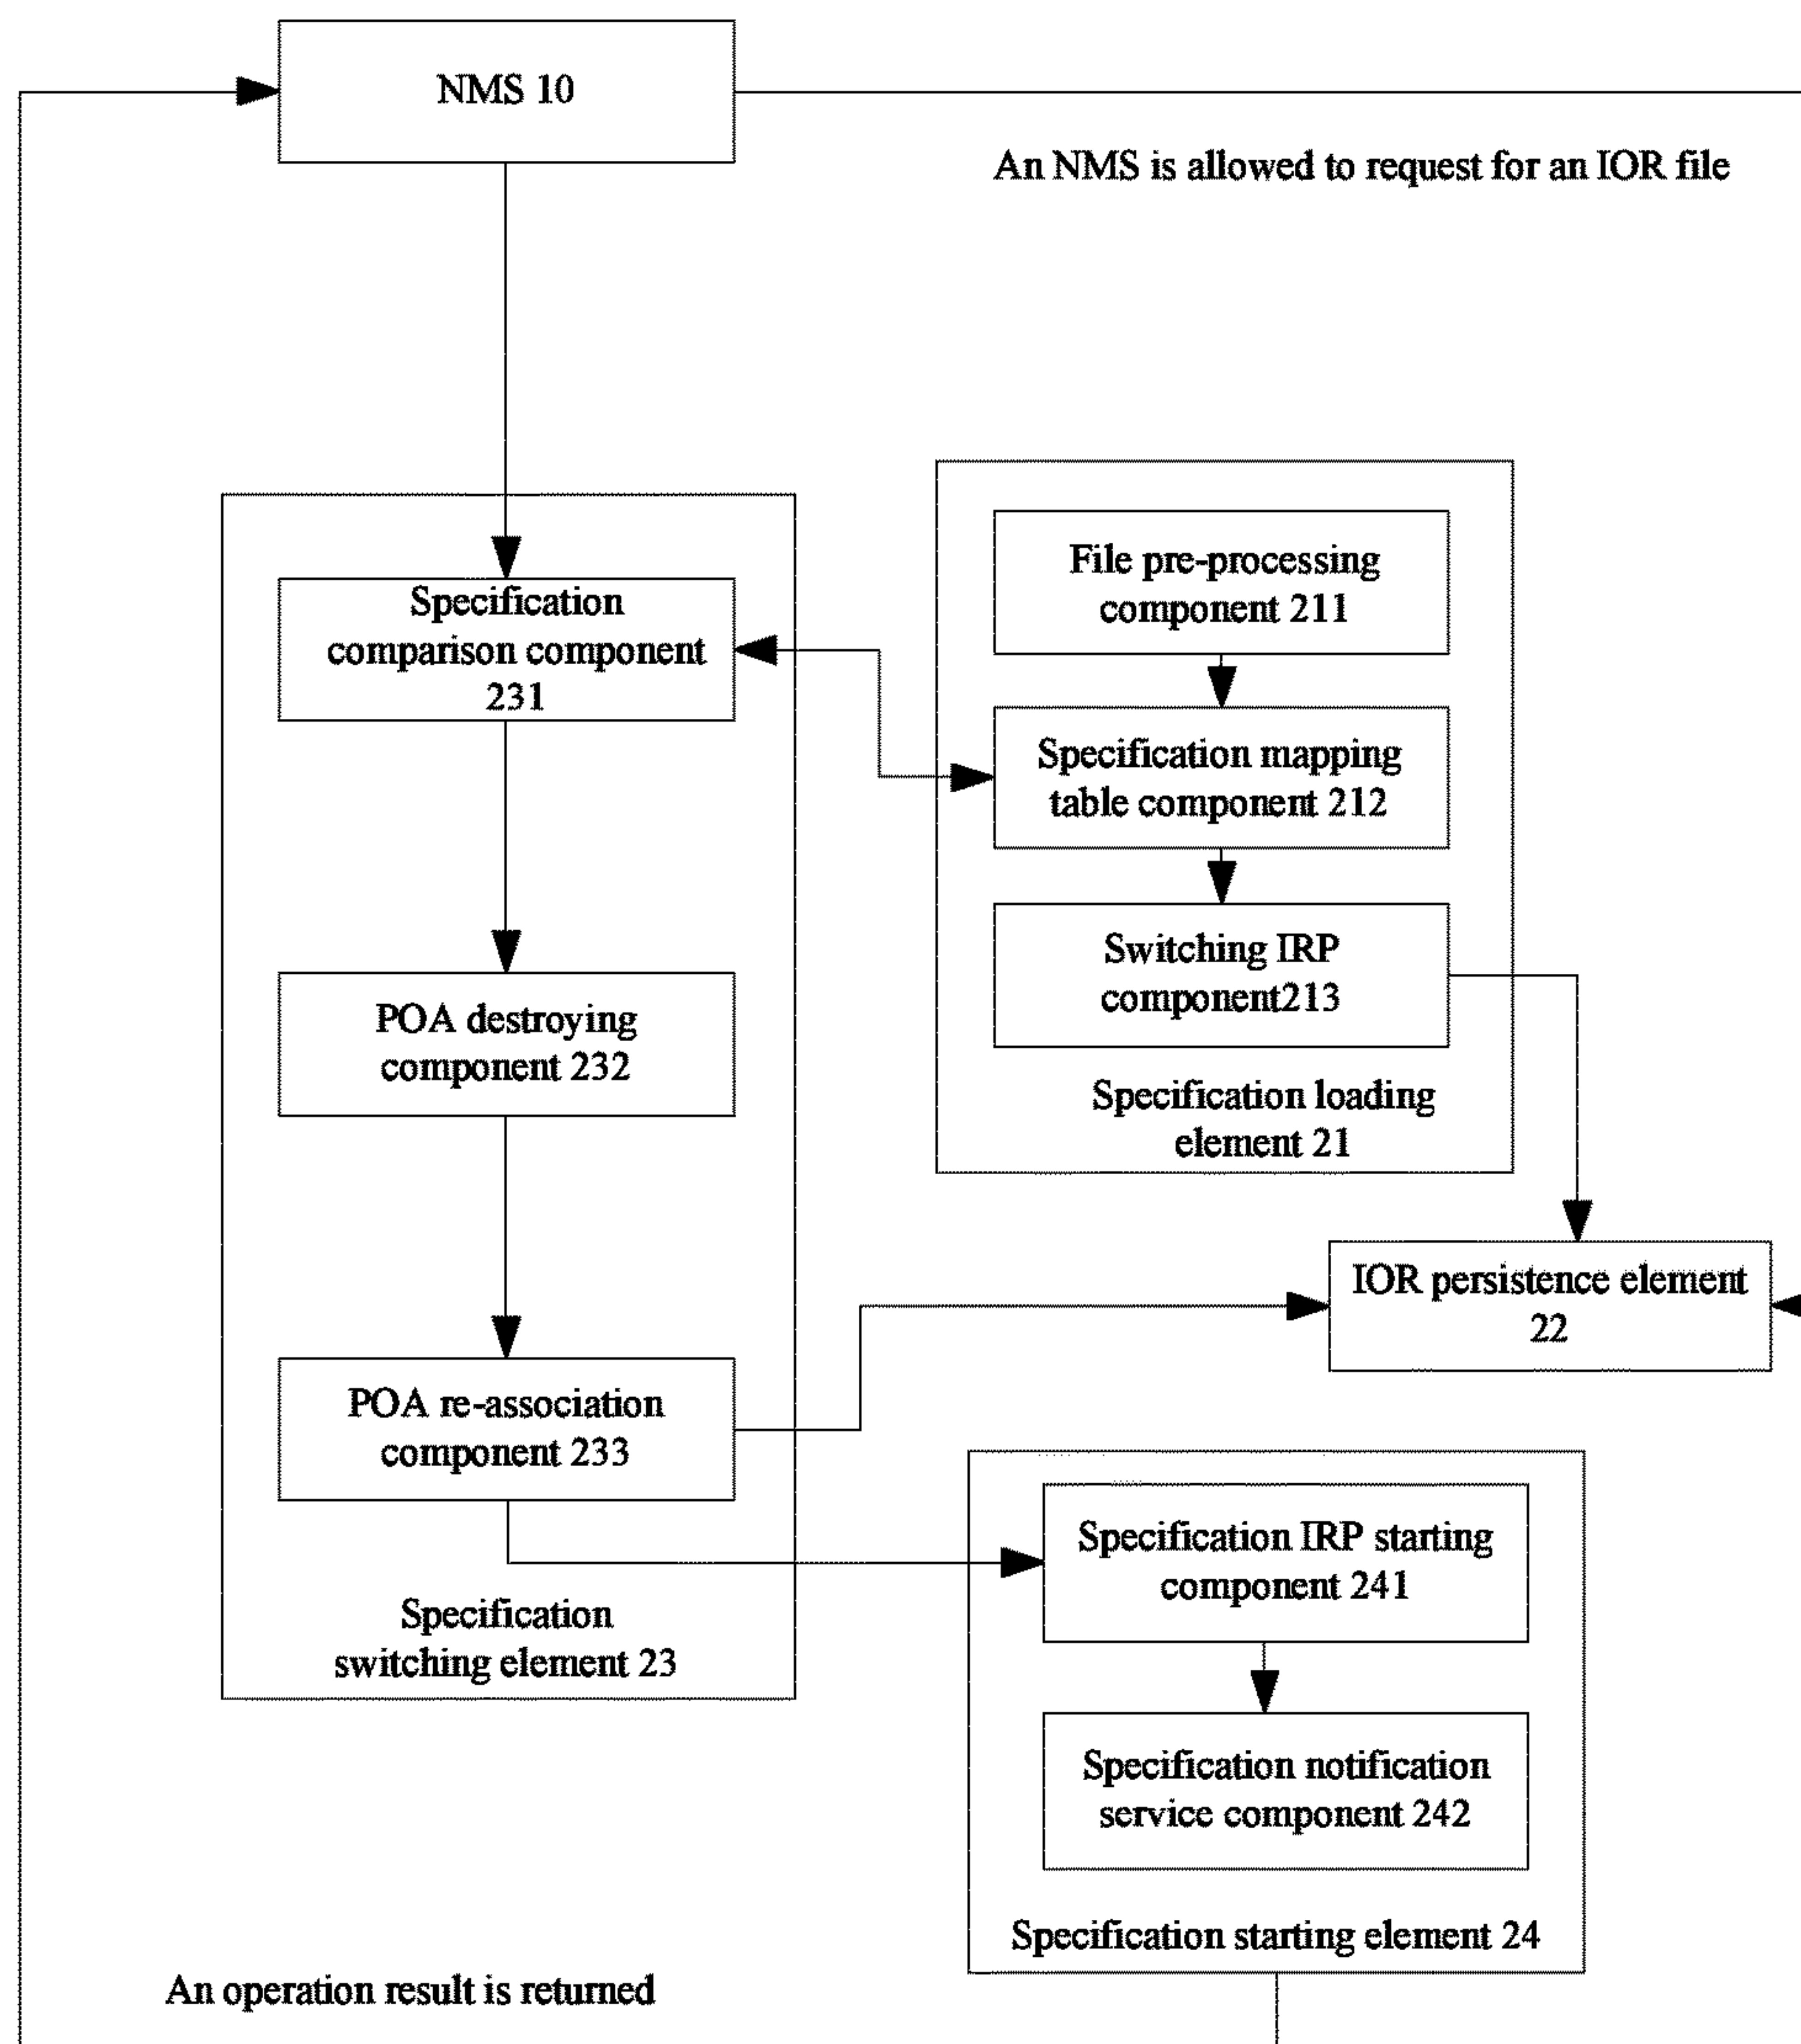 NMS 10
An NMS is allowed to request for an IOR file
Specification
comparison component
231
POA destroying
component 232
POA re-association
component 233
Specification
switching element 23
File pre-processing
component 211
Specification mapping
table component 212
Switching IRP
component213
Specification loading
element 21
IOR persistence element
22
Specification IRP starting
component 241
Specification notification
service component 242
Specification starting element 24
An operation result is returned